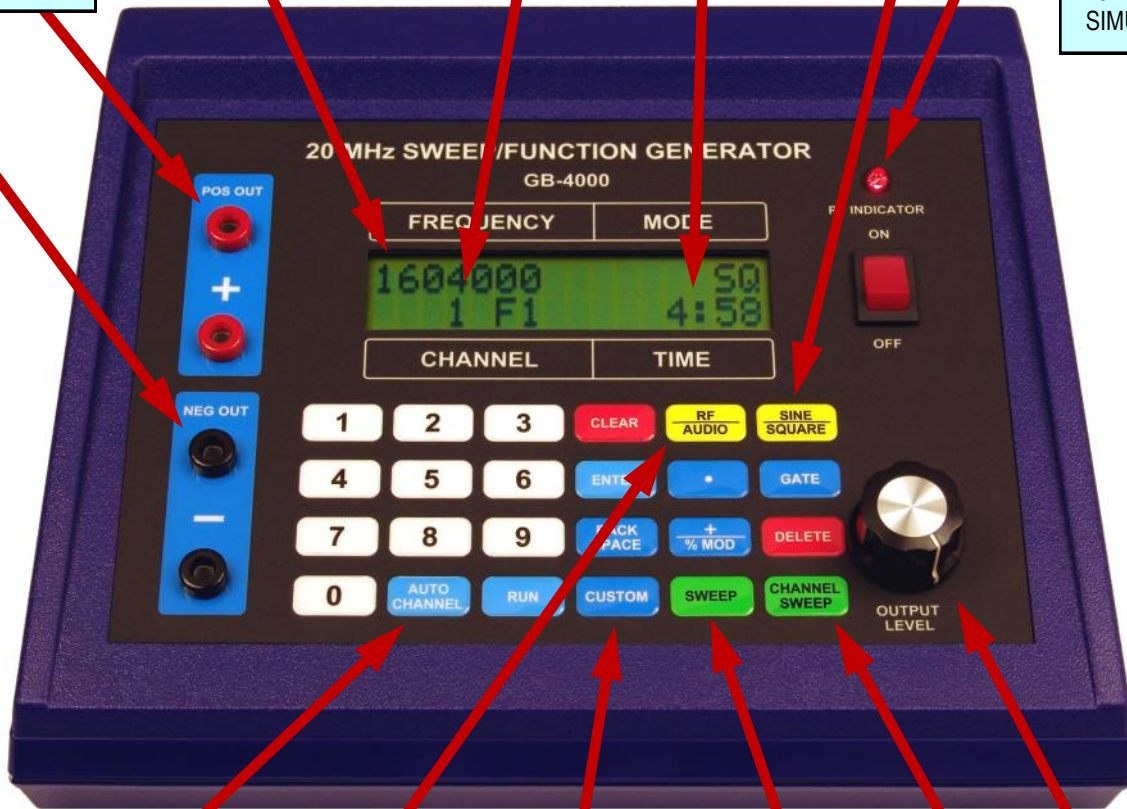 20 MHz SWEEP/FUNCTION GENERATOR
GB-4000
POS OUT
+
NEG OUT
−
FREQUENCY
MODE
1604000 SQ
1 F1 4:58
CHANNEL
TIME
RF INDICATOR
ON
OFF
1 2 3 CLEAR
RF
AUDIO
SINE
SQUARE
4 5 6 ENTER • GATE
7 8 9
BACK
SPACE
+
% MOD
DELETE
0
AUTO
CHANNEL
RUN
CUSTOM
SWEEP
CHANNEL
SWEEP
OUTPUT
LEVEL